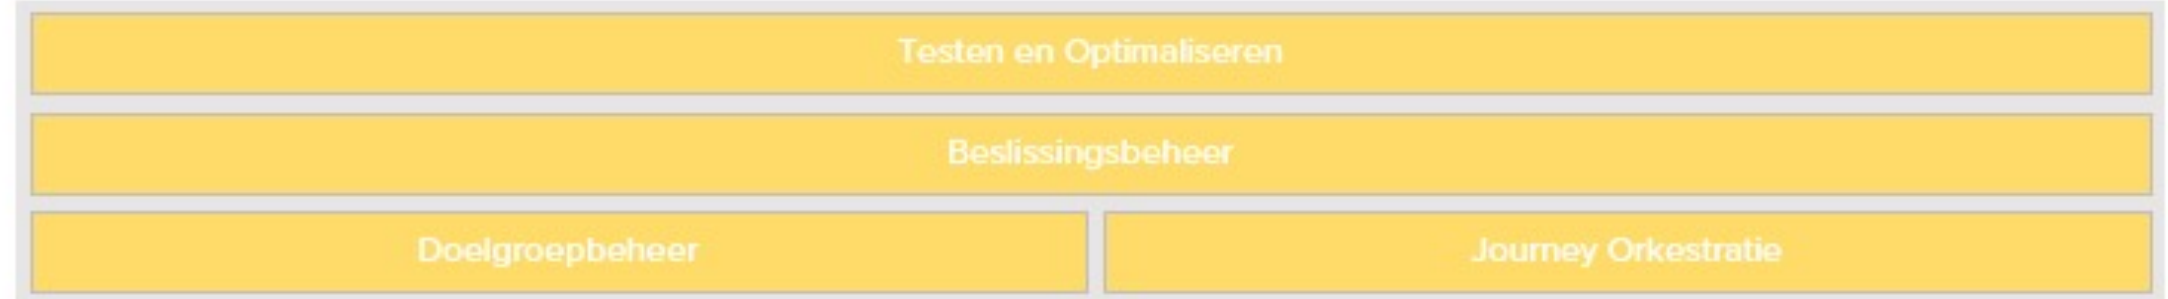 Testen en Optimaliseren
Beslissingsbeheer
Doelgroepbeheer
Journey Orkestratie